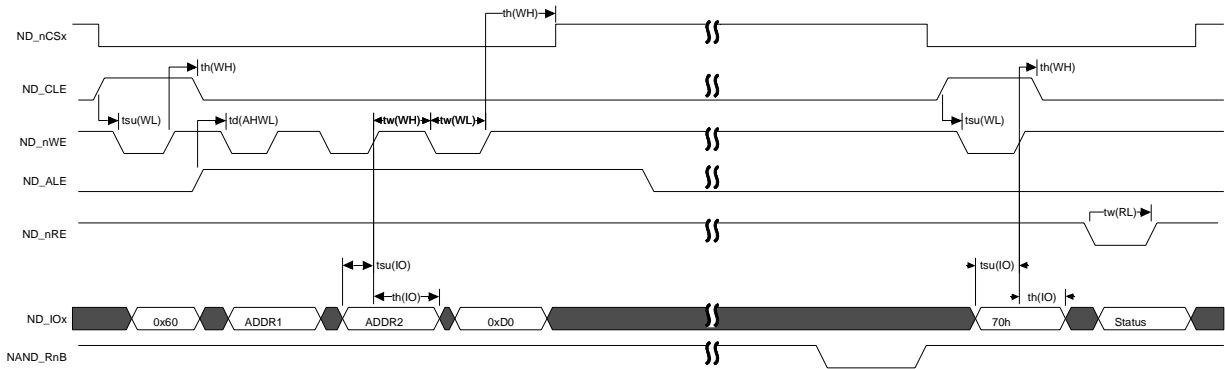 th(WH)
ND_nCSx
th(WH)
th(WH)
ND_CLE
tsu(WL)
td(AHWL)
tw(WH)
tw(WL)
tsu(WL)
ND_nWE
ND_ALE
tw(RL)
ND_nRE
tsu(IO)
tsu(IO)
th(IO)
th(IO)
ND_IOx
0x60
ADDR1
ADDR2
0xD0
70h
Status
NAND_RnB